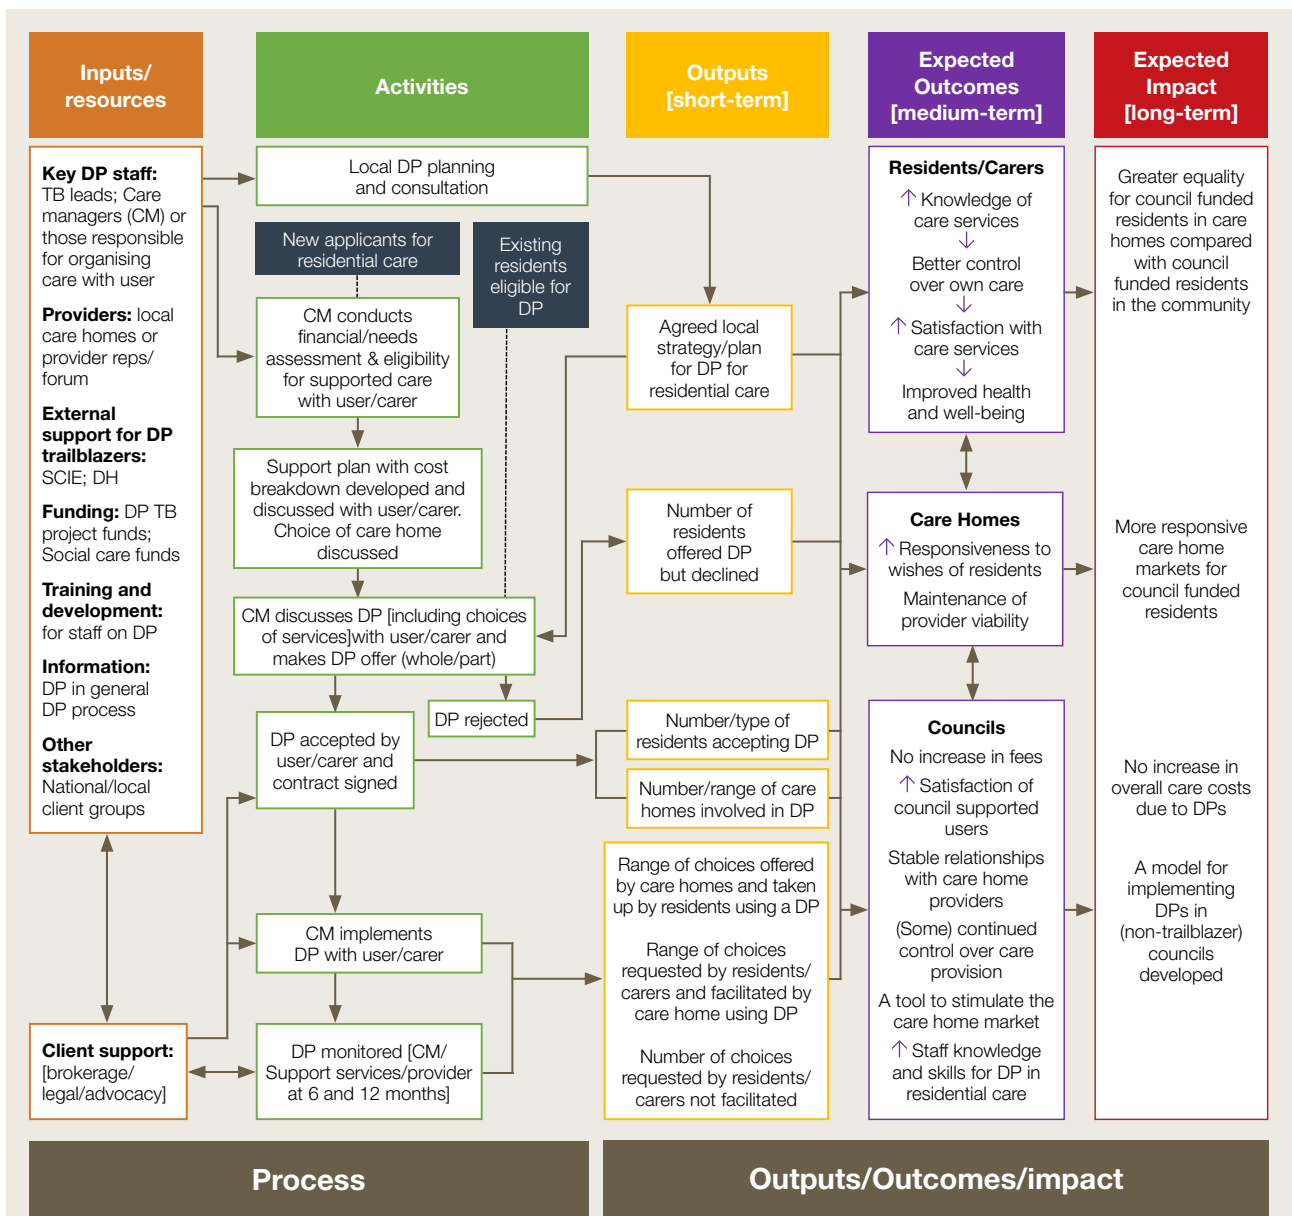 Inputs/
resources
Activities
Outputs
[short-term]
Expected
Outcomes
[medium-term]
Expected
Impact
[long-term]
Key DP staff:
TB leads; Care
managers (CM) or
those responsible
for organising
care with user
Providers: local
care homes or
provider reps/
forum
External
support for DP
trailblazers:
SCIE; DH
Funding: DP TB
project funds;
Social care funds
Training and
development:
for staff on DP
Information:
DP in general
DP process
Other
stakeholders:
National/local
client groups
Client support:
[brokerage/
legal/advocacy]
Local DP planning
and consultation
New applicants for
residential care
Existing
residents
eligible for
DP
CM conducts
financial/needs
assessment & eligibility
for supported care
with user/carer
Support plan with cost
breakdown developed and
discussed with user/carer.
Choice of care home
discussed
CM discusses DP [including choices
of services]with user/carer and
makes DP offer (whole/part)
DP rejected
DP accepted by
user/carer and
contract signed
CM implements
DP with user/carer
DP monitored [CM/
Support services/provider
at 6 and 12 months]
Agreed local
strategy/plan
for DP for
residential care
Number of
residents
offered DP
but declined
Number/type of
residents accepting DP
Number/range of care
homes involved in DP
Range of choices offered
by care homes and taken
up by residents using a DP
Range of choices
requested by residents/
carers and facilitated by
care home using DP
Number of choices
requested by residents/
carers not facilitated
Residents/Carers
↑ Knowledge of
care services
↓
Better control
over own care
↓
↑ Satisfaction with
care services
↓
Improved health
and well-being
Care Homes
↑ Responsiveness to
wishes of residents
Maintenance of
provider viability
Councils
No increase in fees
↑ Satisfaction of
council supported
users
Stable relationships
with care home
providers
(Some) continued
control over care
provision
A tool to stimulate the
care home market
↑ Staff knowledge
and skills for DP in
residential care
Greater equality
for council funded
residents in care
homes compared
with council
funded residents
in the community
More responsive
care home
markets for
council funded
residents
No increase in
overall care costs
due to DPs
A model for
implementing
DPs in
(non-trailblazer)
councils
developed
Process
Outputs/Outcomes/impact